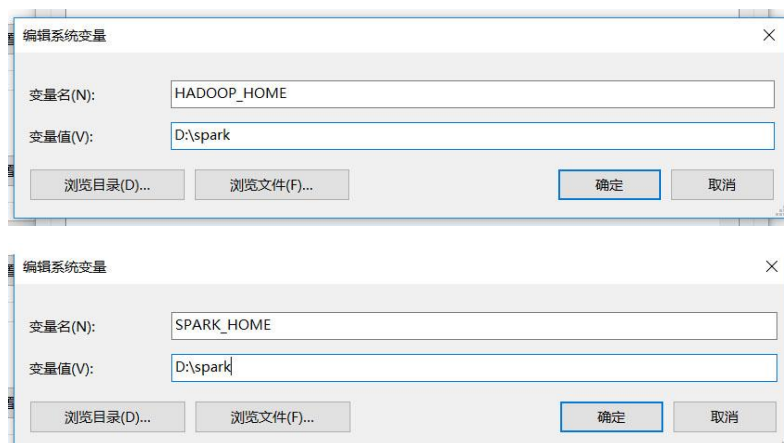 编辑系统变量
变量名(N): HADOOP_HOME
变量值(V): D:\spark
浏览目录(D)... 浏览文件(F)... 确定 取消
编辑系统变量
变量名(N): SPARK_HOME
变量值(V): D:\spark
浏览目录(D)... 浏览文件(F)... 确定 取消